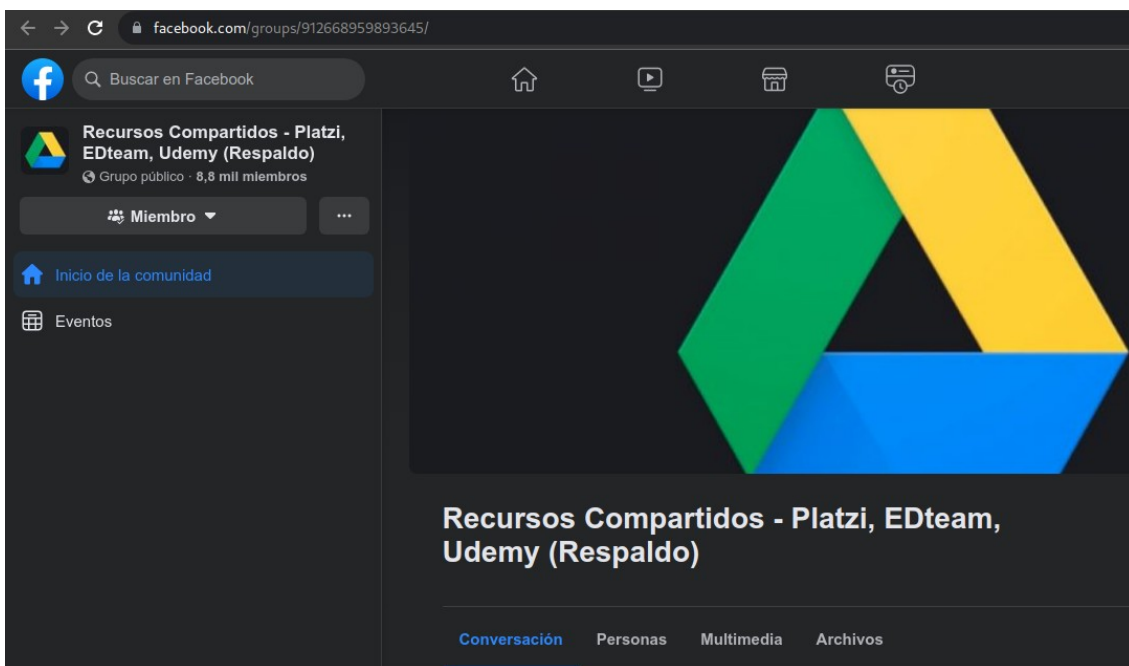 facebook.com/groups/912668959893645/
Buscar en Facebook
Recursos Compartidos - Platzi,
EDteam, Udemy (Respaldo)
Grupo público · 8,8 mil miembros
Miembro
Inicio de la comunidad
Eventos
Recursos Compartidos - Platzi, EDteam,
Udemy (Respaldo)
Conversación Personas Multimedia Archivos